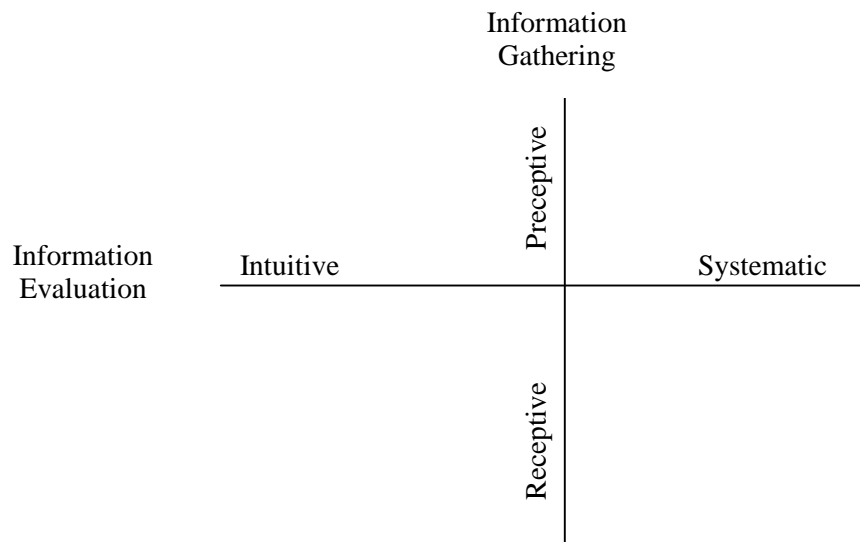 Information
Gathering
Preceptive
Information
Evaluation
Intuitive
Systematic
Receptive